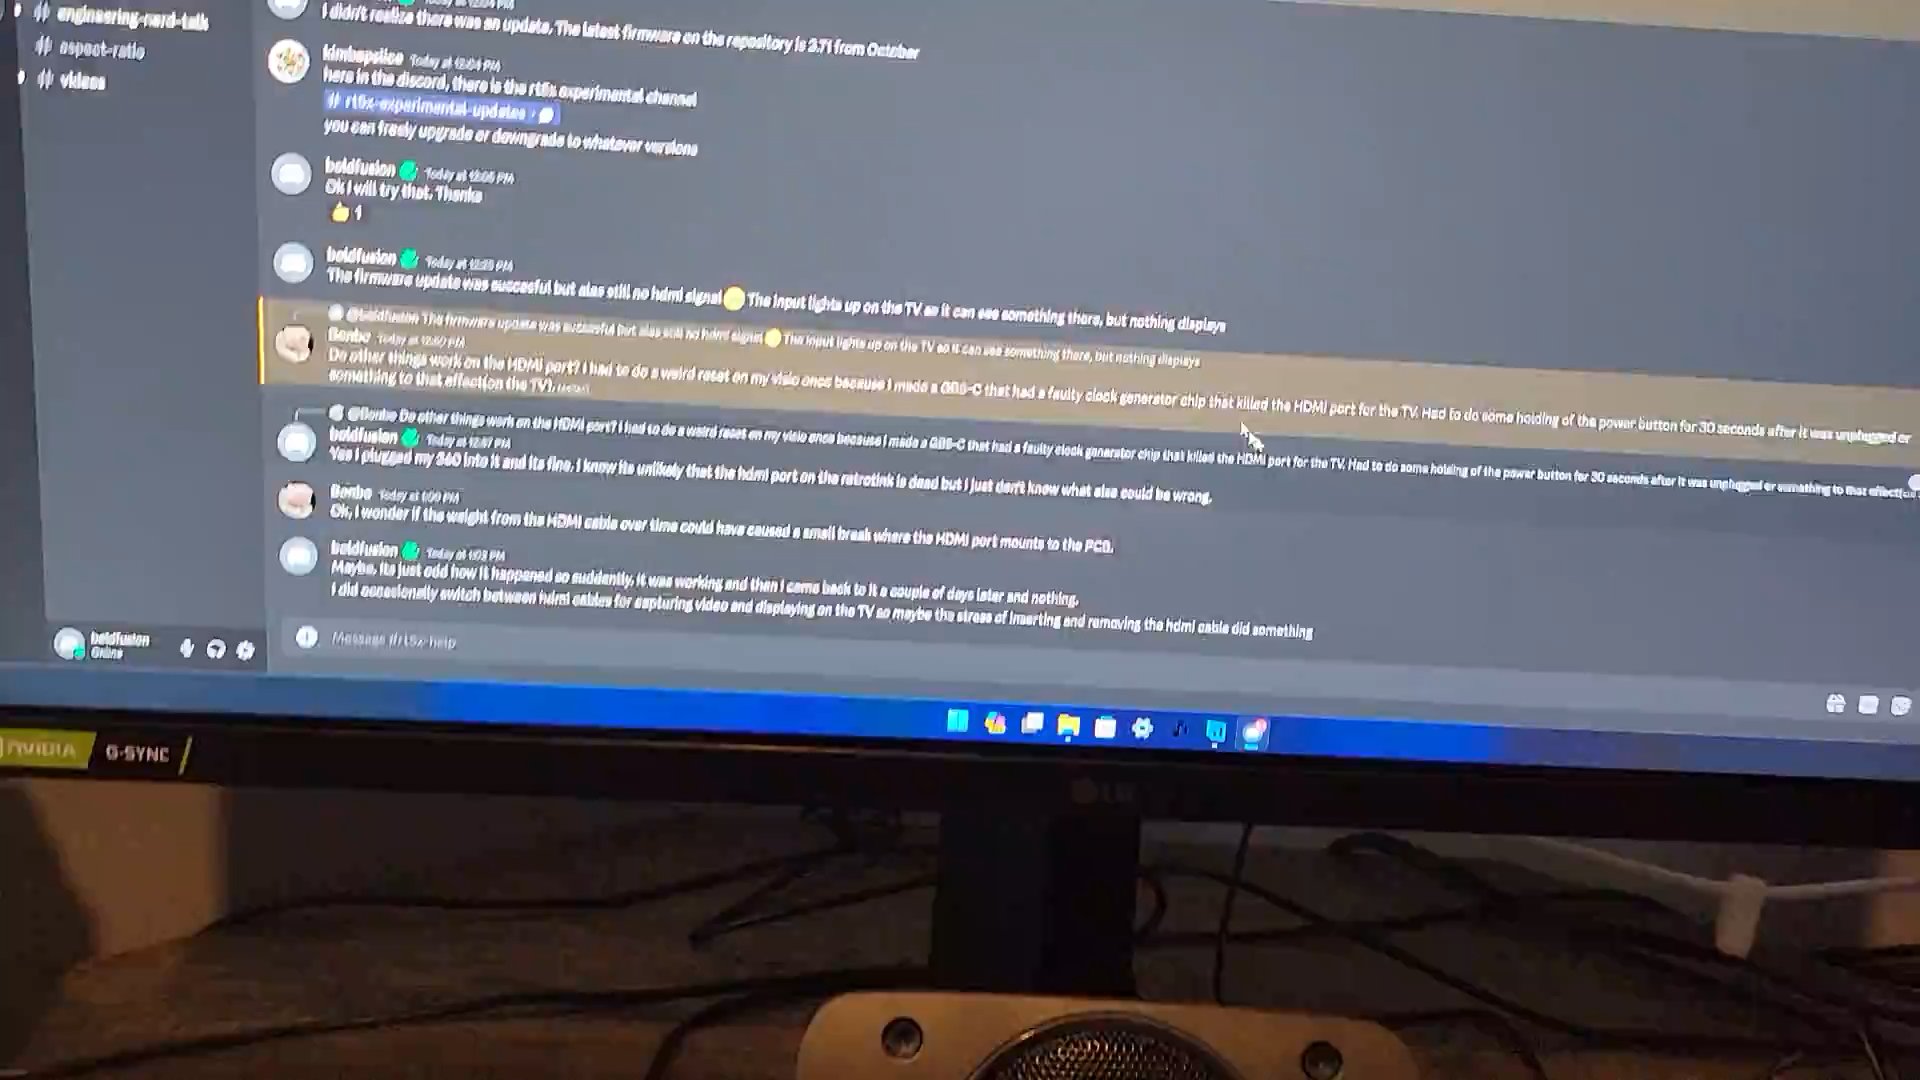 engineering-nerd-talk
aspect-ratio
videos
I didn't realize there was an update, The latest firmware on the repository is 3.71 from October
kimbapslice Today at 12:04 PM
here in the discord, there is the rt5x experimental channel
# rt5x-experimental-updates
you can freely upgrade or downgrade to whatever versions
boldfusion Today at 12:05 PM
Ok I will try that. Thanks
1
boldfusion Today at PM
The firmware update was succesful but alas still no hdmi signal The input lights up on the TV so it can see something there, but nothing displays
@boldfusion The firmware update was succesful but alas still no hdmi signal The input lights up on the TV so it can see something there, but nothing displays
Today at PM
Do other things work on the HDMI port? I had to do a weird reset on my vizio once because I made a GBS-C that had a faulty clock generator chip that killed the HDMI port for the TV. Had to do some holding of the power button for 30 seconds after it was unplugged or
something to that effect(on the TV). (edited)
Do other things work on the HDMI port? I had to do a weird reset on my vizio once because I made a GBS-C that had a faulty clock generator chip that killed the HDMI port for the TV. Had to do some holding of the power button for 30 seconds after it was unplugged or something to that effect(on
boldfusion Today at 12:57 PM
Yes I plugged my 360 into it and its fine. I know its unlikely that the hdmi port on the retrotink is dead but I just don't know what else could be wrong.
Today at 1:00 PM
Ok, I wonder if the weight from the HDMI cable over time could have caused a small break where the HDMI port mounts to the PCB.
boldfusion Today at 1:03 PM
Maybe, its just odd how it happened so suddently, it was working and then I came back to it a couple of days later and nothing.
I did occasionally switch between hdmi cables for capturing video and displaying on the TV so maybe the stress of inserting and removing the hdmi cable did something
boldfusion
Online
Message #rt5x-help
NVIDIA G-SYNC
LG